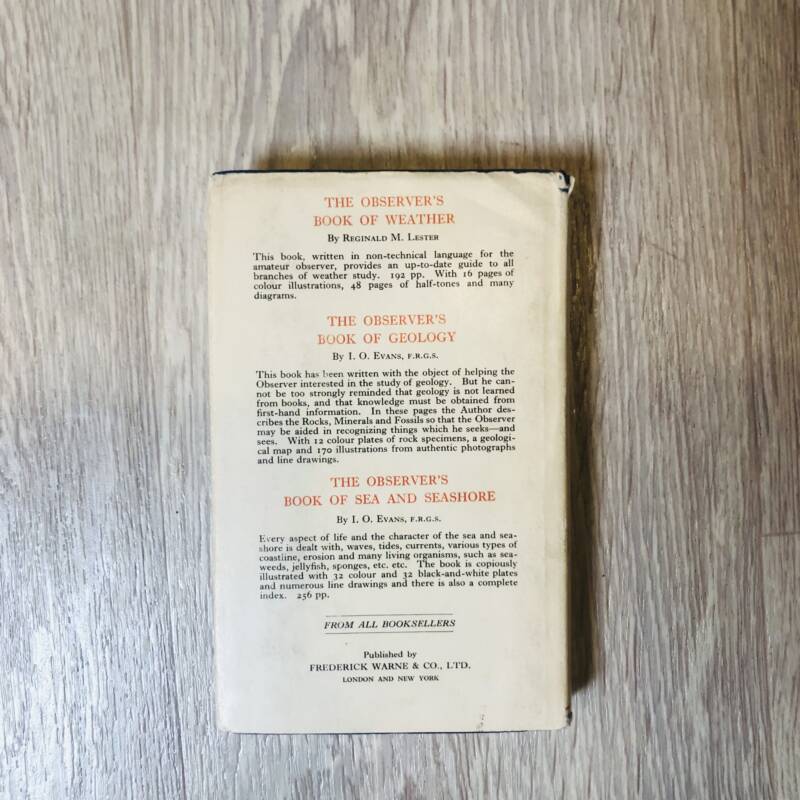 THE OBSERVER'S
BOOK OF WEATHER
By Reginald M. Lester
This book, written in non-technical language for the
amateur observer, provides an up-to-date guide to all
branches of weather study. 192 pp. With 16 pages of
colour illustrations, 48 pages of half-tones and many
diagrams.
THE OBSERVER'S
BOOK OF GEOLOGY
By I. O. Evans, F.R.G.S.
This book has been written with the object of helping the
Observer interested in the study of geology. But he can-
not be too strongly reminded that geology is not learned
from books, and that knowledge must be obtained from
first-hand information. In these pages the Author des-
cribes the Rocks, Minerals and Fossils so that the Observer
may be aided in recognizing things which he seeks—and
sees. With 12 colour plates of rock specimens, a geologi-
cal map and 170 illustrations from authentic photographs
and line drawings.
THE OBSERVER'S
BOOK OF SEA AND SEASHORE
By I. O. Evans, F.R.G.S.
Every aspect of life and the character of the sea and sea-
shore is dealt with, waves, tides, currents, various types of
coastline, erosion and many living organisms, such as sea-
weeds, jellyfish, sponges, etc. etc. The book is copiously
illustrated with 32 colour and 32 black-and-white plates
and numerous line drawings and there is also a complete
index. 256 pp.
FROM ALL BOOKSELLERS
Published by
FREDERICK WARNE & CO., LTD.
LONDON AND NEW YORK